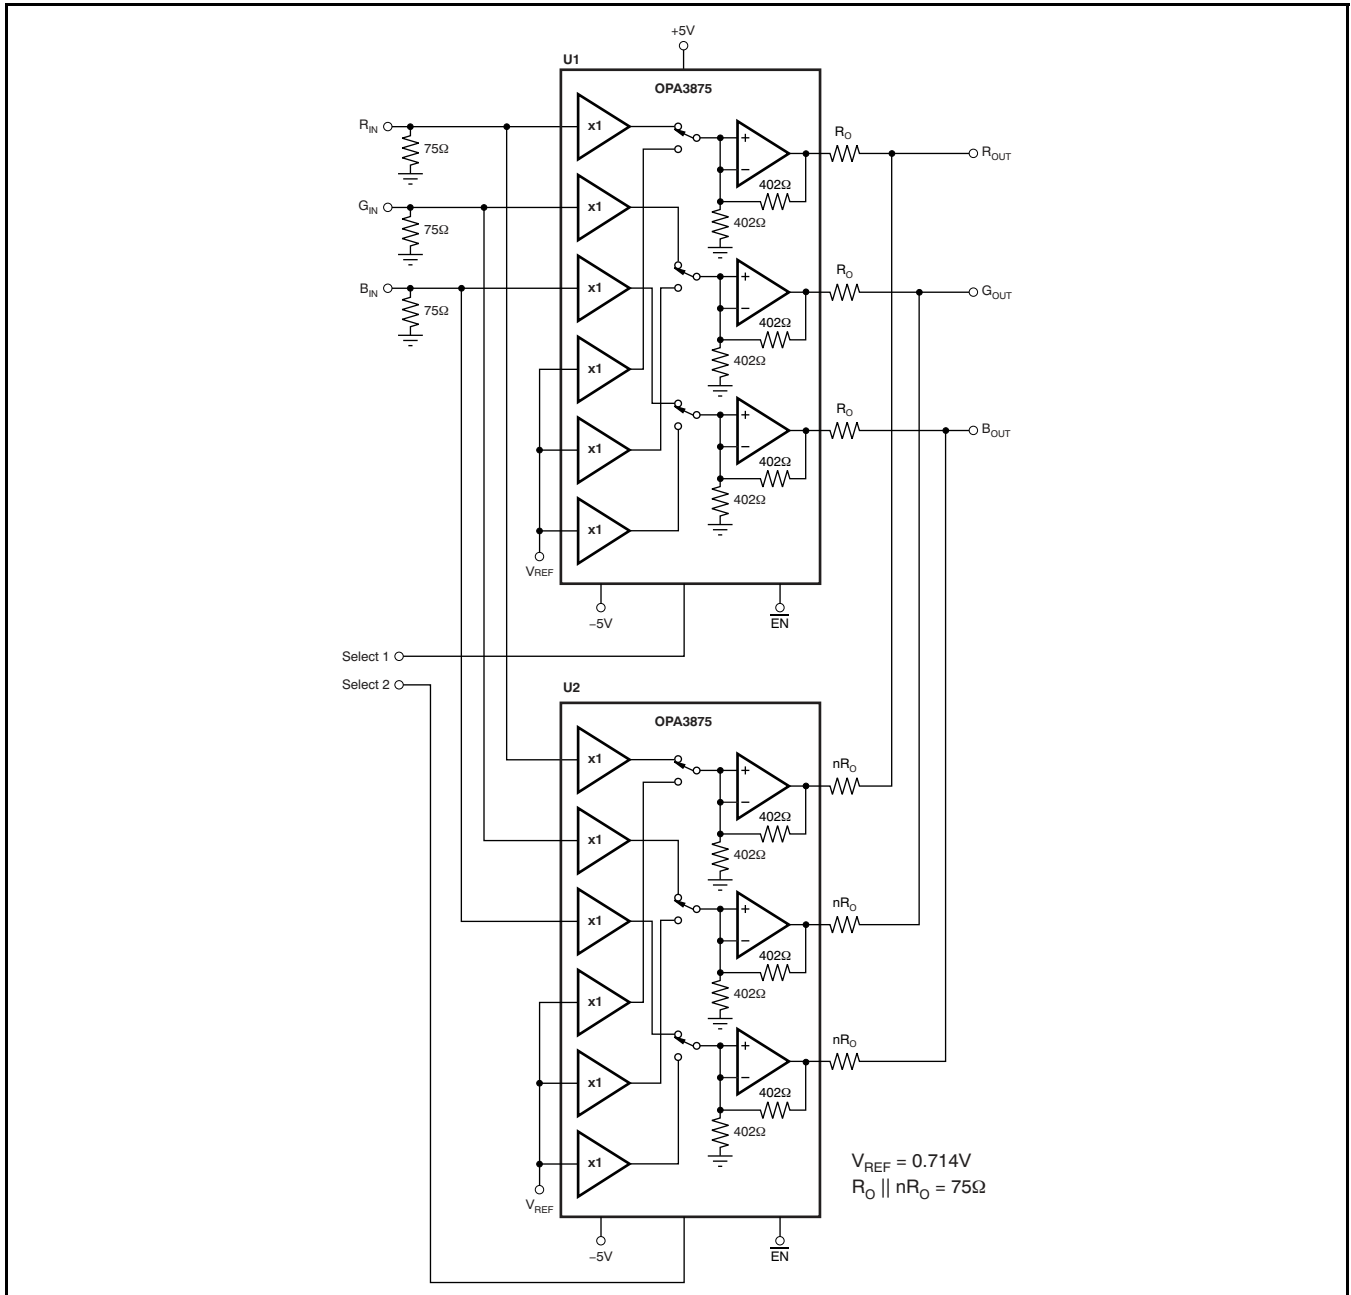 +5V
U1
OPA3875
R_IN
75Ω
x1
+
−
R_O
R_OUT
402Ω
402Ω
G_IN
75Ω
x1
+
−
R_O
G_OUT
402Ω
402Ω
B_IN
75Ω
x1
x1
+
−
R_O
B_OUT
402Ω
402Ω
x1
x1
V_REF
−5V
EN
Select 1
Select 2
U2
OPA3875
x1
+
−
nR_O
402Ω
402Ω
x1
+
−
nR_O
402Ω
402Ω
x1
x1
+
−
nR_O
402Ω
402Ω
x1
x1
V_REF
V_REF = 0.714V
R_O || nR_O = 75Ω
−5V
EN